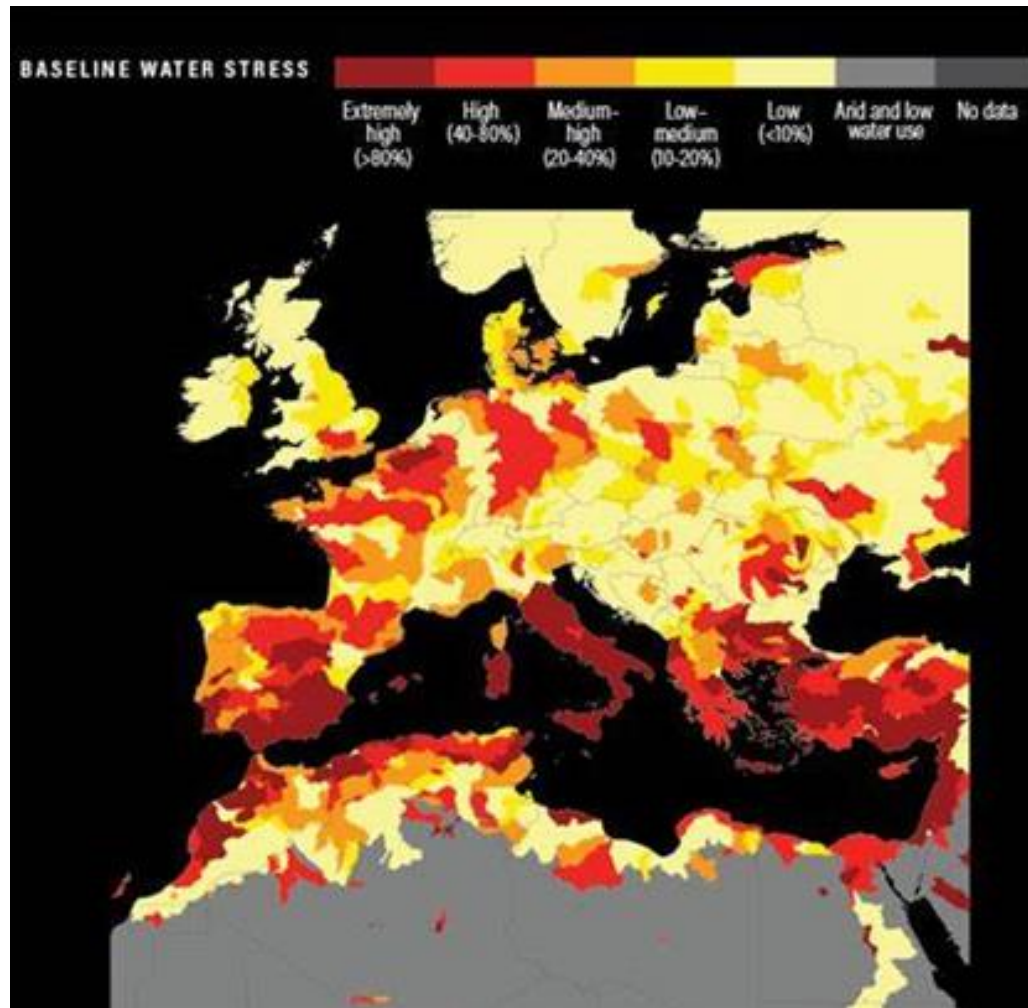 BASELINE WATER STRESS
Extremely
high
(>80%)
High
(40-80%)
Medium-
high
(20-40%)
Low–
medium
(10-20%)
Low
(<10%)
Arid and low
water use
No data